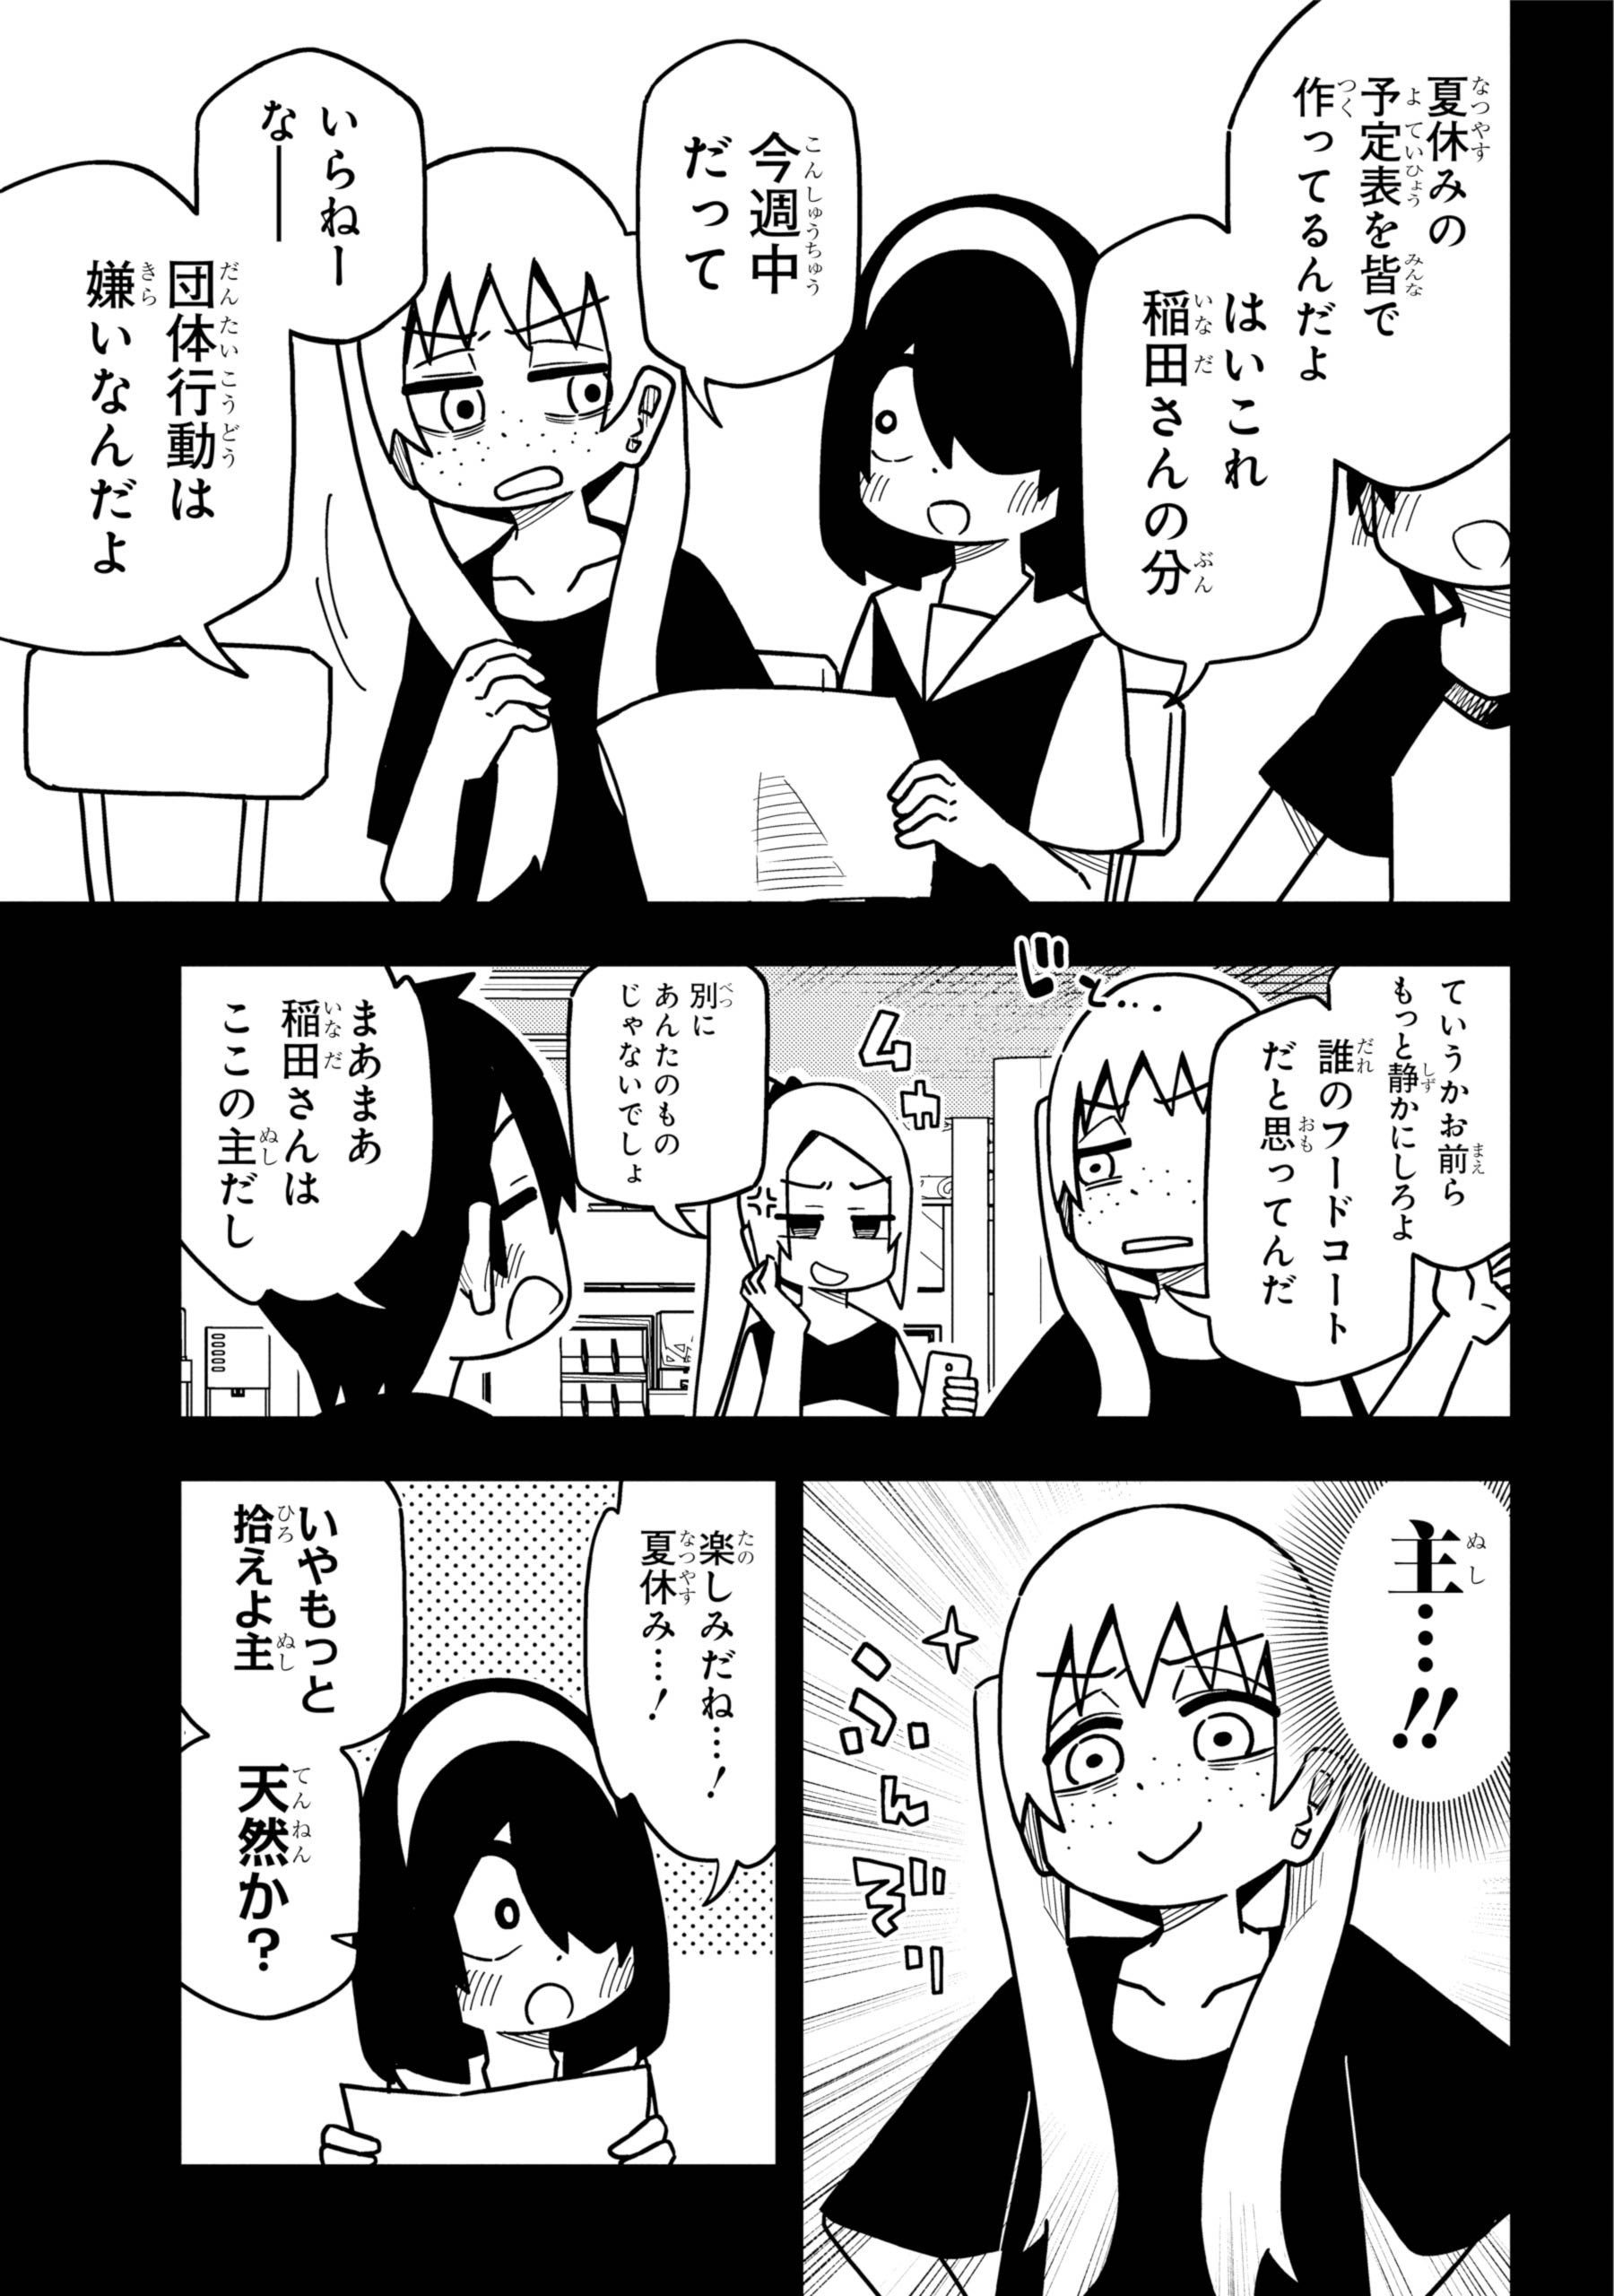 夏休みの
予定表を皆で
作ってるんだよ
はいこれ
稲田さんの分
今週中
だって
いらねー
な――
団体行動は
嫌いなんだよ
ていうかお前ら
もっと静かにしろよ
誰のフードコート
だと思ってんだ
じと…
ムカッ
別に
あんたのもの
じゃないでしょ
まあまあ
稲田さんは
ここの主だし
主……!!
ふふんぞり
楽しみだね……!
夏休み……!
いやもっと
拾えよ主
天然か?